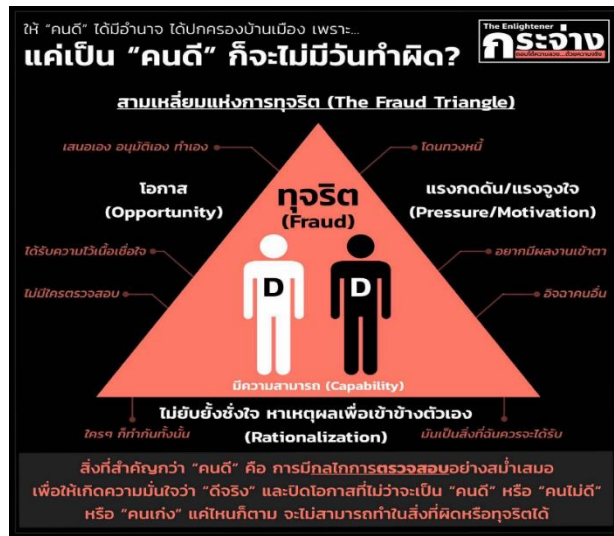 ให้ “คนดี” ได้มีอำนาจ ได้ปกครองบ้านเมือง เพราะ...
แค่เป็น “คนดี” ก็จะไม่มีวันทำผิด?
The Enlightener
กระจ่าง
สามเหลี่ยมแห่งการทุจริต (The Fraud Triangle)
เสนอเอง อนุมัติเอง ทำเอง
โดนทวงหนี้
โอกาส
(Opportunity)
ทุจริต
(Fraud)
แรงกดดัน/แรงจูงใจ
(Pressure/Motivation)
ได้รับความไว้เนื้อเชื่อใจ
อยากมีผลงานเข้าตา
ไม่มีใครตรวจสอบ
อิจฉาคนอื่น
D D
มีความสามารถ (Capability)
ไม่ยับยั้งชั่งใจ หาเหตุผลเพื่อเข้าข้างตัวเอง
(Rationalization)
ใครๆ ก็ทำกันทั้งนั้น
มันเป็นสิ่งที่ฉันควรจะได้รับ
สิ่งที่สำคัญกว่า “คนดี” คือ การมีกลไกการตรวจสอบอย่างสม่ำเสมอ
เพื่อให้เกิดความมั่นใจว่า “ดีจริง” และปิดโอกาสที่ไม่ว่าจะเป็น “คนดี” หรือ “คนไม่ดี”
หรือ “คนเก่ง” แค่ไหนก็ตาม จะไม่สามารถทำในสิ่งที่ผิดหรือทุจริตได้